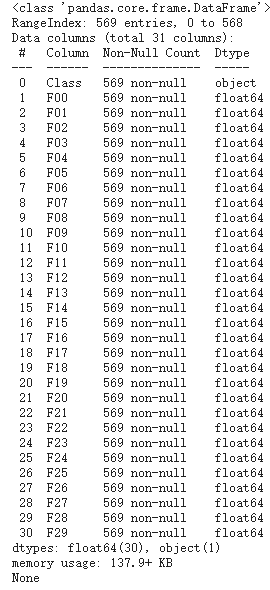 <class 'pandas.core.frame.DataFrame'>
RangeIndex: 569 entries, 0 to 568
Data columns (total 31 columns):
 #   Column  Non-Null Count  Dtype
---  ------  --------------  -----
 0   Class   569 non-null    object
 1   F00     569 non-null    float64
 2   F01     569 non-null    float64
 3   F02     569 non-null    float64
 4   F03     569 non-null    float64
 5   F04     569 non-null    float64
 6   F05     569 non-null    float64
 7   F06     569 non-null    float64
 8   F07     569 non-null    float64
 9   F08     569 non-null    float64
 10  F09     569 non-null    float64
 11  F10     569 non-null    float64
 12  F11     569 non-null    float64
 13  F12     569 non-null    float64
 14  F13     569 non-null    float64
 15  F14     569 non-null    float64
 16  F15     569 non-null    float64
 17  F16     569 non-null    float64
 18  F17     569 non-null    float64
 19  F18     569 non-null    float64
 20  F19     569 non-null    float64
 21  F20     569 non-null    float64
 22  F21     569 non-null    float64
 23  F22     569 non-null    float64
 24  F23     569 non-null    float64
 25  F24     569 non-null    float64
 26  F25     569 non-null    float64
 27  F26     569 non-null    float64
 28  F27     569 non-null    float64
 29  F28     569 non-null    float64
 30  F29     569 non-null    float64
dtypes: float64(30), object(1)
memory usage: 137.9+ KB
None